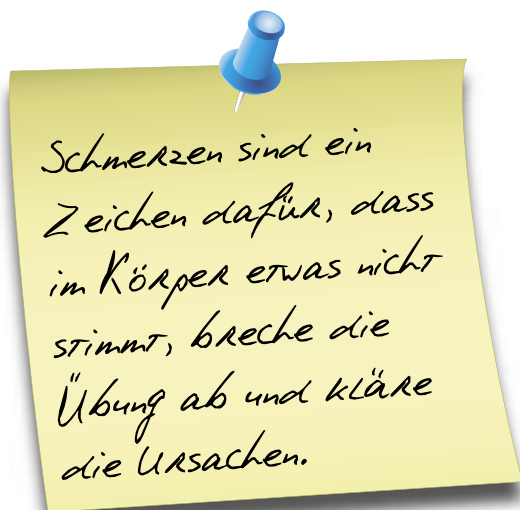 Schmerzen sind ein
Zeichen dafür, dass
im Körper etwas nicht
stimmt, breche die
Übung ab und kläre
die Ursachen.